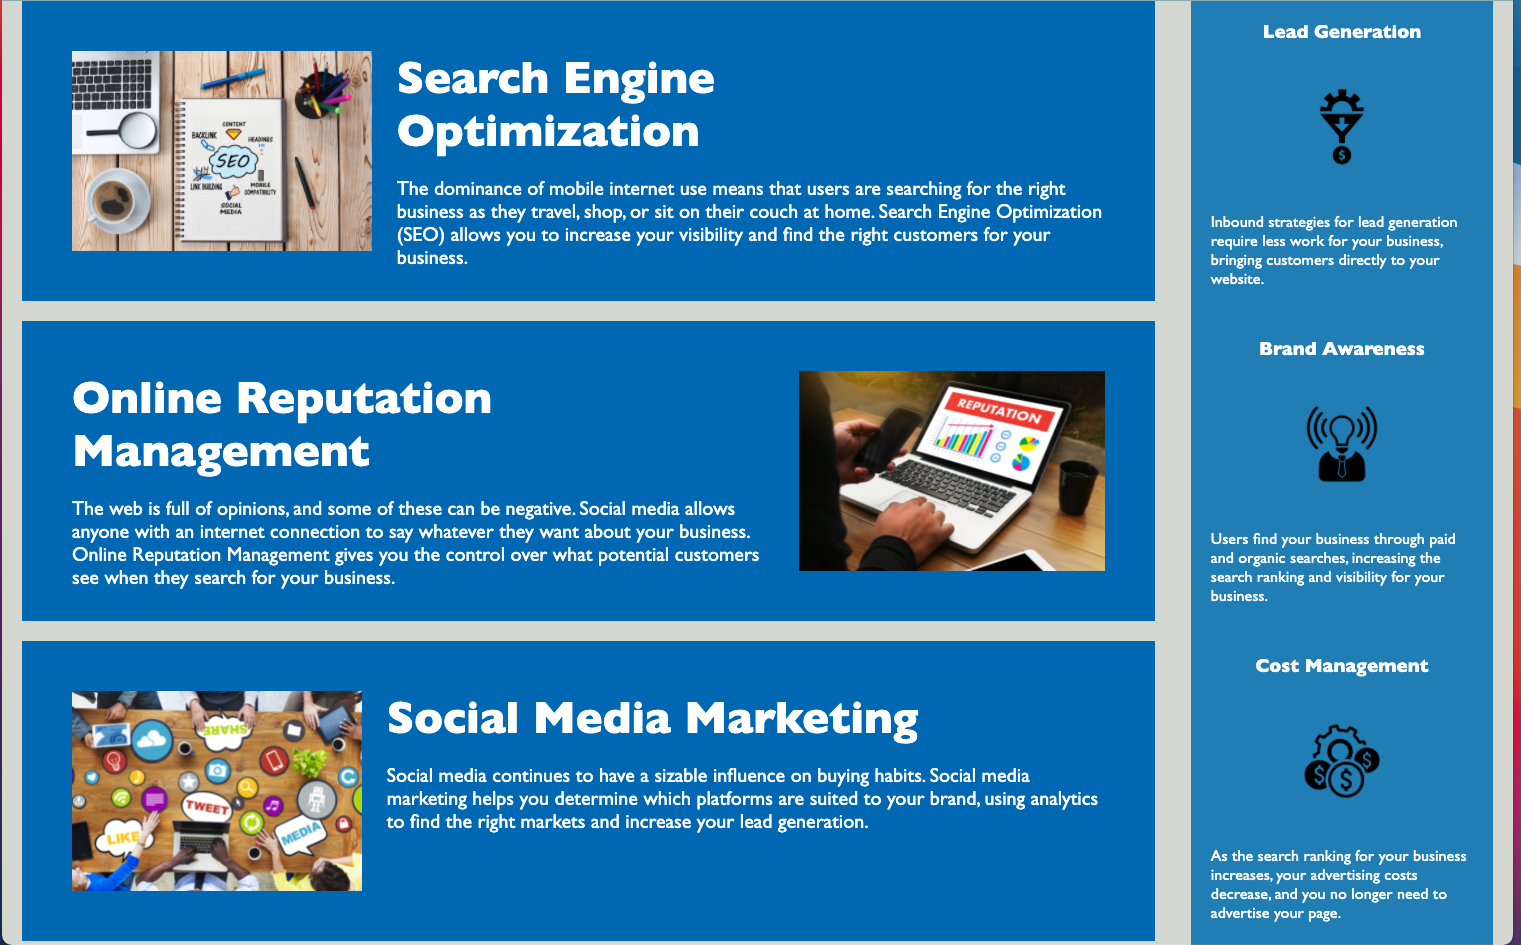 Search Engine
Optimization
The dominance of mobile internet use means that users are searching for the right
business as they travel, shop, or sit on their couch at home. Search Engine Optimization
(SEO) allows you to increase your visibility and find the right customers for your
business.
CONTENT
BACKLINK
HEADINGS
SEO
LINK BUILDING
MOBILE
COMPATIBILITY
SOCIAL
MEDIA
Online Reputation
Management
The web is full of opinions, and some of these can be negative. Social media allows
anyone with an internet connection to say whatever they want about your business.
Online Reputation Management gives you the control over what potential customers
see when they search for your business.
REPUTATION
Social Media Marketing
Social media continues to have a sizable influence on buying habits. Social media
marketing helps you determine which platforms are suited to your brand, using analytics
to find the right markets and increase your lead generation.
SHARE
TWEET
LIKE
MEDIA
Lead Generation
$
Inbound strategies for lead generation
require less work for your business,
bringing customers directly to your
website.
Brand Awareness
Users find your business through paid
and organic searches, increasing the
search ranking and visibility for your
business.
Cost Management
$ $ $
As the search ranking for your business
increases, your advertising costs
decrease, and you no longer need to
advertise your page.